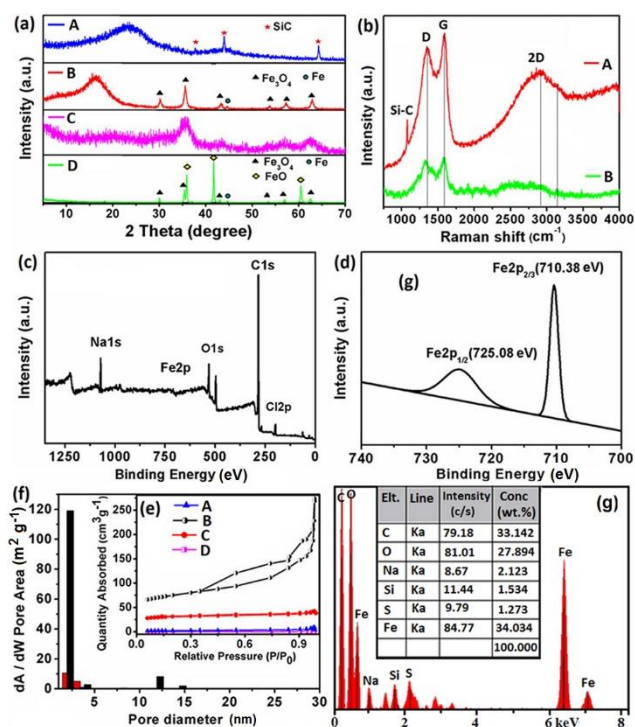 (a)
A
★ SiC
B
▲ Fe₃O₄ ● Fe
C
D
▲ Fe₃O₄ ● Fe
◆ FeO
Intensity (a.u.)
10 20 30 40 50 60 70
2 Theta (degree)
(b)
D G
2D
A
Si-C
B
Intensity (a.u.)
1000 1500 2000 2500 3000 3500 4000
Raman shift (cm⁻¹)
(c)
C1s
Na1s
O1s
Fe2p
Cl2p
Intensity (a.u.)
1250 1000 750 500 250 0
Binding Energy (eV)
(d)
(g)
Fe2p₂/₃(710.38 eV)
Fe2p₁/₂(725.08 eV)
Intensity (a.u.)
740 730 720 710 700
Binding Energy (eV)
(f)
dA / dW Pore Area (m² g⁻¹)
120
100
80
60
40
20
0
0 5 10 15 20 25 30
Pore diameter (nm)
(e)
A
B
C
D
Quantity Absorbed (cm³g⁻¹)
250
200
150
100
50
0
0.0 0.3 0.6 0.9
Relative Pressure (P/P₀)
(g)
C O
Fe
Na Si S
Fe
Fe
Elt. Line Intensity (c/s) Conc (wt.%)
C Ka 79.18 33.142
O Ka 81.01 27.894
Na Ka 8.67 2.123
Si Ka 11.44 1.534
S Ka 9.79 1.273
Fe Ka 84.77 34.034
100.000
0 2 4 6 keV 8